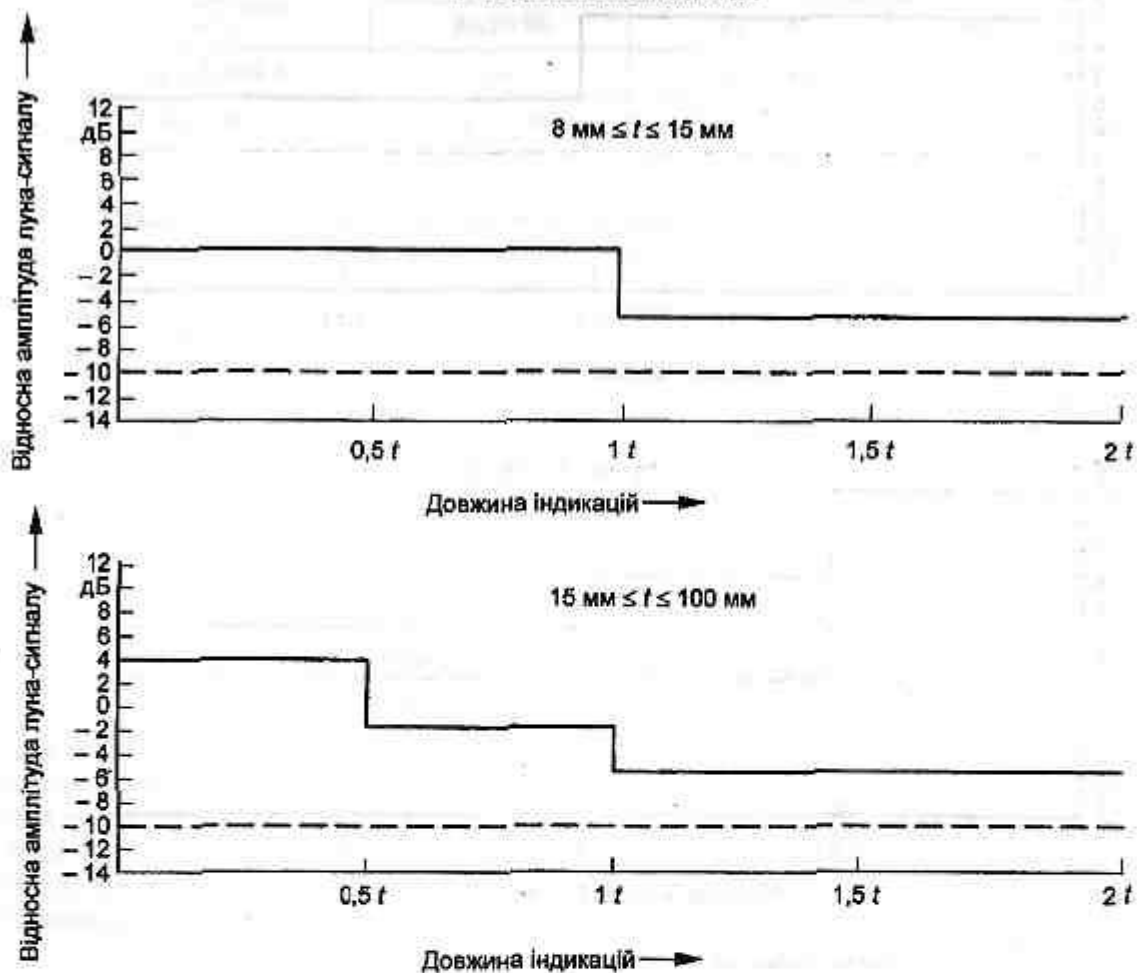 Відносна амплітуда луна-сигналу
8 мм ≤ t ≤ 15 мм
12
дБ
8
6
4
2
0
– 2
– 4
– 6
– 8
– 10
– 12
– 14
0,5 t
1 t
1,5 t
2 t
Довжина індикацій
Відносна амплітуда луна-сигналу
15 мм ≤ t ≤ 100 мм
12
дБ
8
6
4
2
0
– 2
– 4
– 6
– 8
– 10
– 12
– 14
0,5 t
1 t
1,5 t
2 t
Довжина індикацій